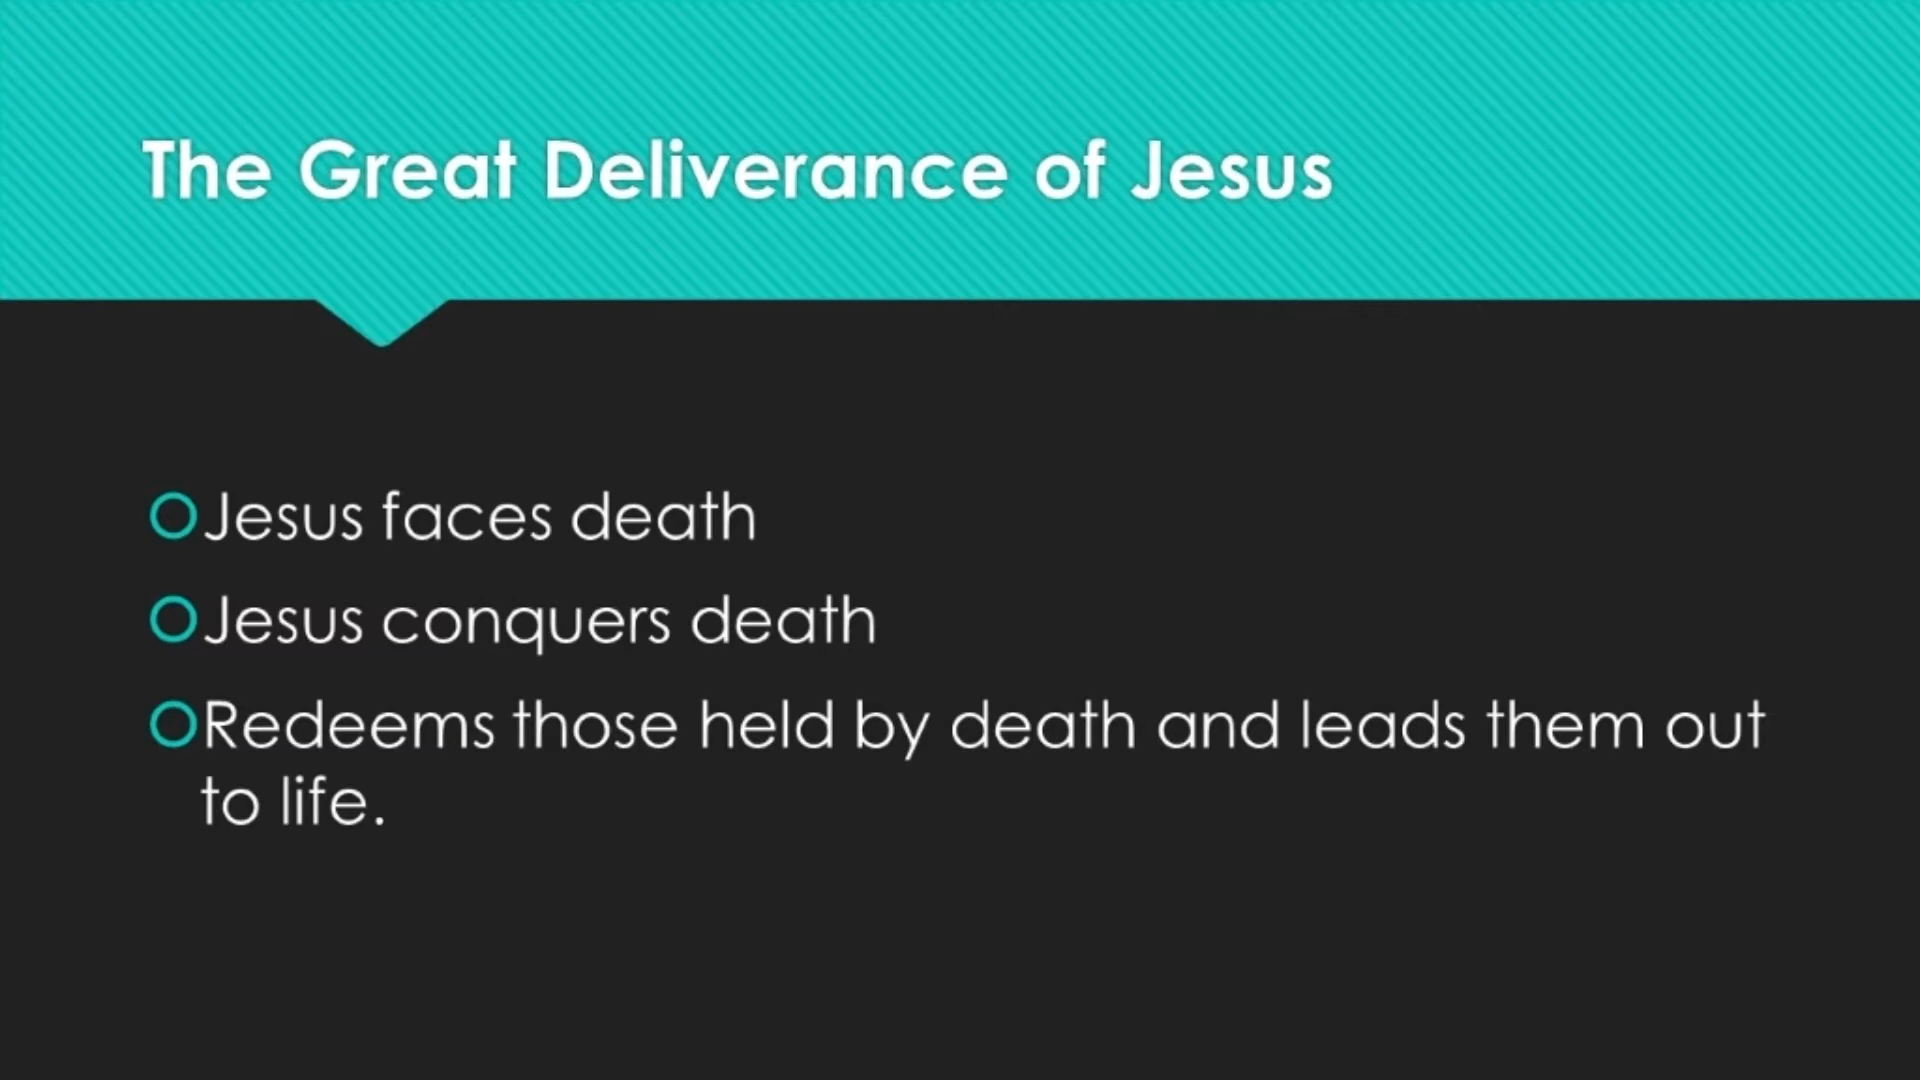 The Great Deliverance of Jesus
Jesus faces death
Jesus conquers death
Redeems those held by death and leads them out
to life.